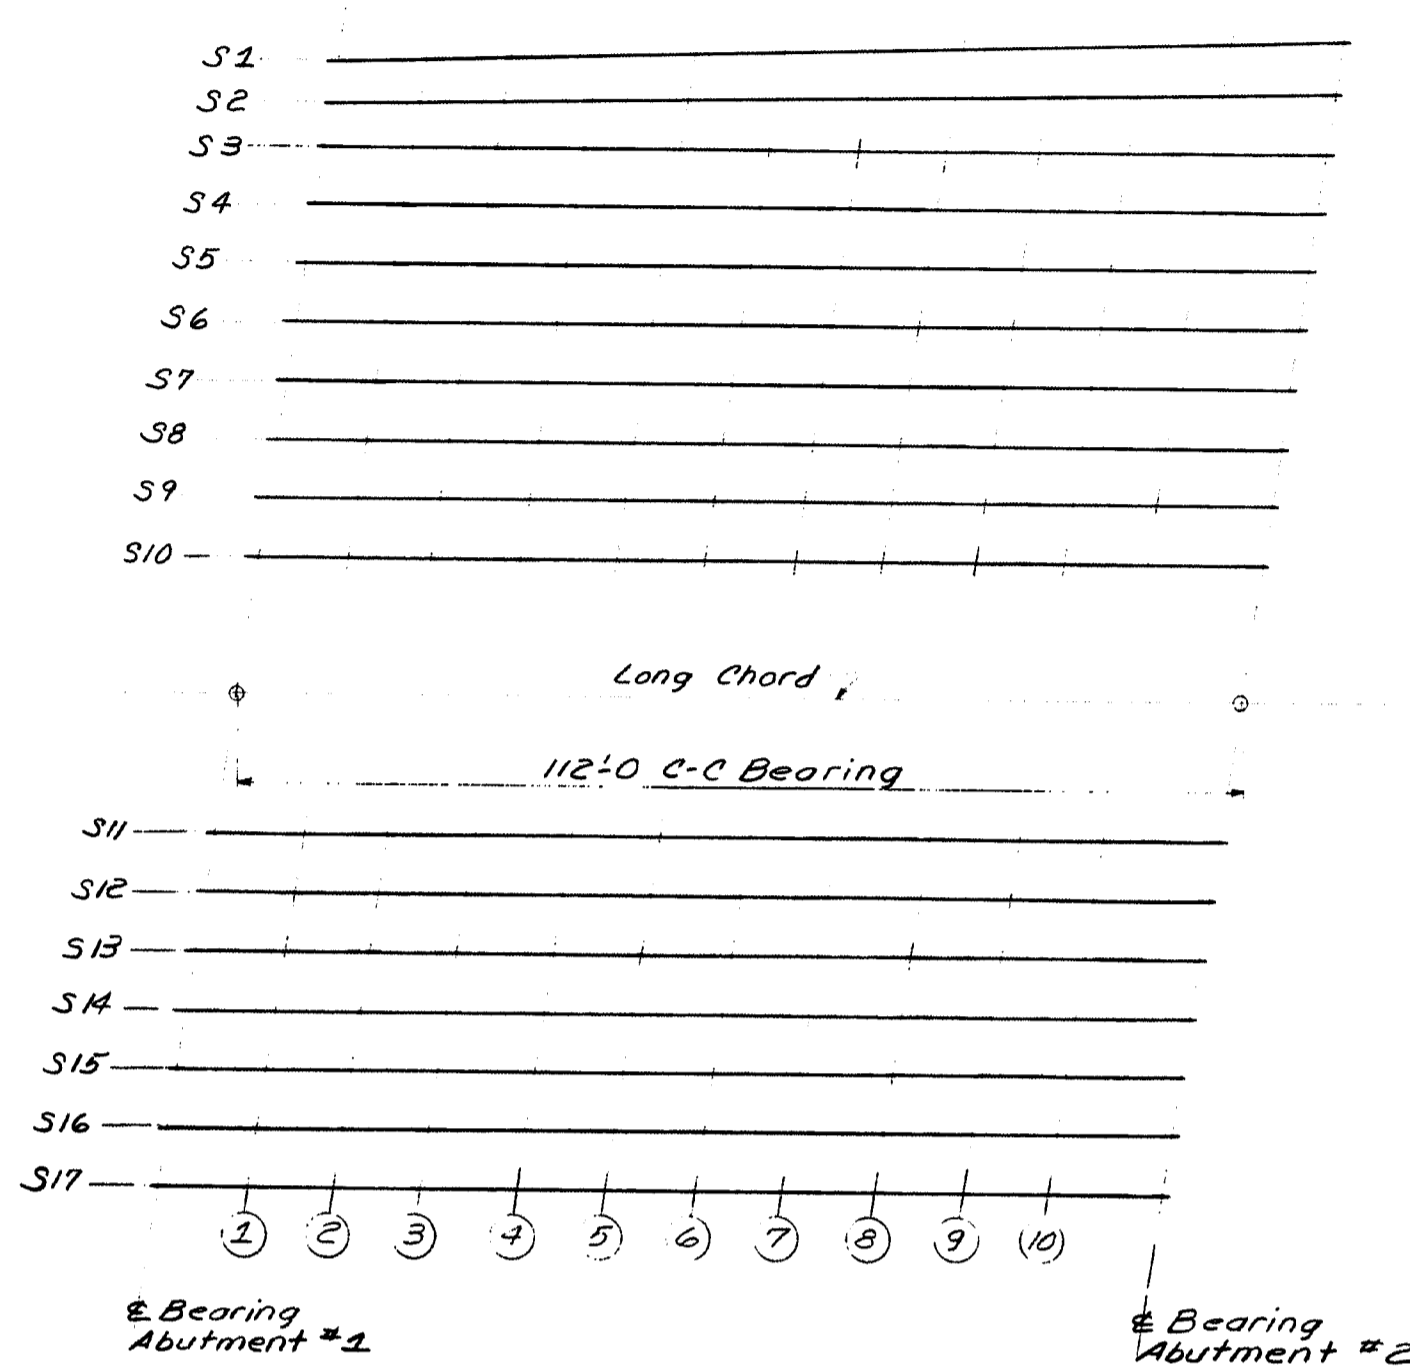 S1
S2
S3
S4
S5
S6
S7
S8
S9
S10
Long Chord
112'-0 C-C Bearing
S11
S12
S13
S14
S15
S16
S17
1 2 3 4 5 6 7 8 9 10
℄ Bearing
Abutment #1
℄ Bearing
Abutment #2